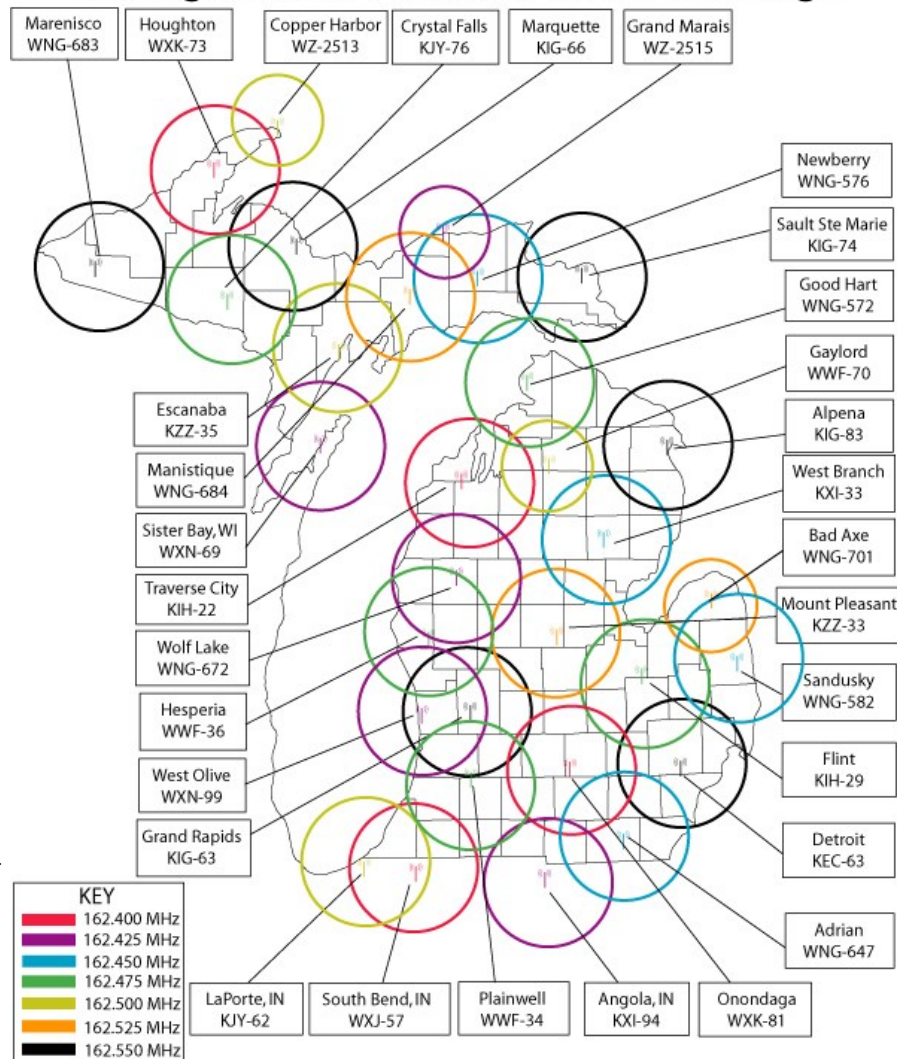 Marenisco
WNG-683
Houghton
WXK-73
Copper Harbor
WZ-2513
Crystal Falls
KJY-76
Marquette
KIG-66
Grand Marais
WZ-2515
Newberry
WNG-576
Sault Ste Marie
KIG-74
Good Hart
WNG-572
Gaylord
WWF-70
Alpena
KIG-83
West Branch
KXI-33
Bad Axe
WNG-701
Mount Pleasant
KZZ-33
Sandusky
WNG-582
Flint
KIH-29
Detroit
KEC-63
Adrian
WNG-647
Escanaba
KZZ-35
Manistique
WNG-684
Sister Bay, WI
WXN-69
Traverse City
KIH-22
Wolf Lake
WNG-672
Hesperia
WWF-36
West Olive
WXN-99
Grand Rapids
KIG-63
KEY
162.400 MHz
162.425 MHz
162.450 MHz
162.475 MHz
162.500 MHz
162.525 MHz
162.550 MHz
LaPorte, IN
KJY-62
South Bend, IN
WXJ-57
Plainwell
WWF-34
Angola, IN
KXI-94
Onondaga
WXK-81